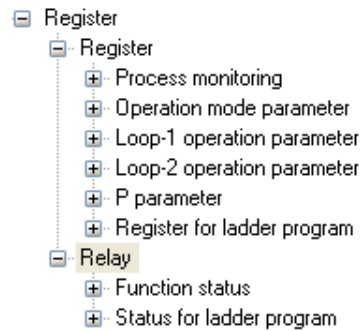 Register
Register
Process monitoring
Operation mode parameter
Loop-1 operation parameter
Loop-2 operation parameter
P parameter
Register for ladder program
Relay
Function status
Status for ladder program